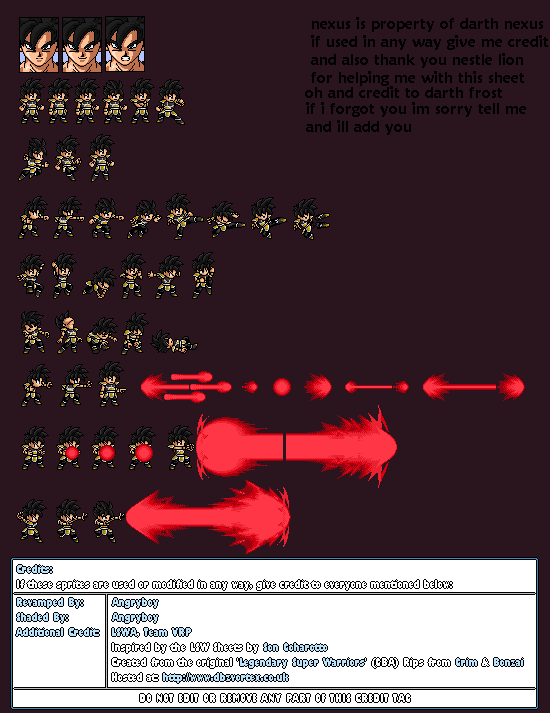 nexus is property of darth nexus
if used in any way give me credit
and also thank you nestle lion
for helping me with this sheet
oh and credit to darth frost
if i forgot you im sorry tell me
and ill add you
Credits:
If these sprites are used or modified in any way, give credit to everyone mentioned below:
Revamped By: Angryboy
Shaded By: Angryboy
Additional Credit: LSWA, Team VRP
Inspired by the LSW Sheets by Son Goharotto
Created from the original 'Legendary Super Warriors' (GBA) Rips from Grim & Bonzai
Hosted at: http://www.dbzvortex.co.uk
DO NOT EDIT OR REMOVE ANY PART OF THIS CREDIT TAG